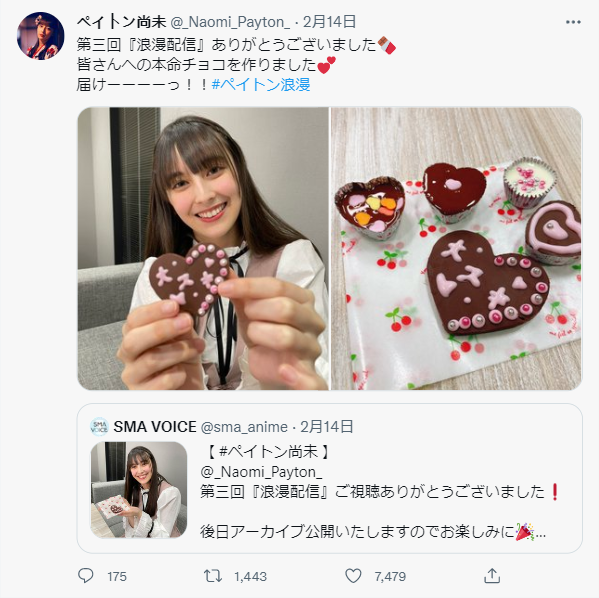 ペイトン尚未 @_Naomi_Payton_ · 2月14日
第三回『浪漫配信』ありがとうございました🍫
皆さんへの本命チョコを作りました💕
届けーーーーっ！！#ペイトン浪漫
SMA VOICE @sma_anime · 2月14日
【 #ペイトン尚未 】
@_Naomi_Payton_
第三回『浪漫配信』ご視聴ありがとうございました❗
後日アーカイブ公開いたしますのでお楽しみに🎉...
175
1,443
7,479